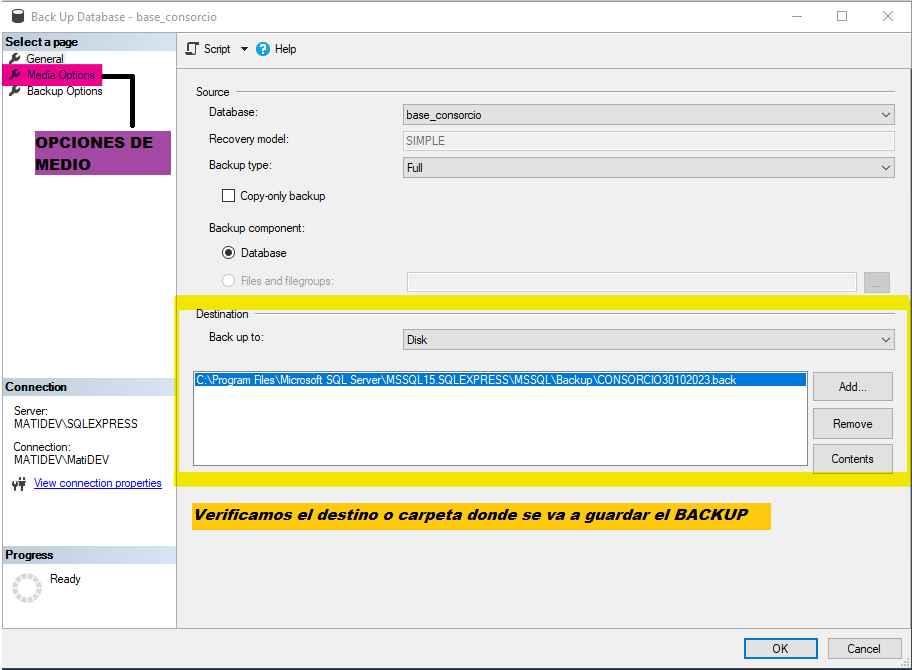 Back Up Database - base_consorcio
Select a page
General
Media Options
Backup Options
OPCIONES DE
MEDIO
Script
Help
Source
Database:
base_consorcio
Recovery model:
SIMPLE
Backup type:
Full
Copy-only backup
Backup component:
Database
Files and filegroups:
...
Destination
Back up to:
Disk
C:\Program Files\Microsoft SQL Server\MSSQL15.SQLEXPRESS\MSSQL\Backup\CONSORCIO30102023.back
Add...
Remove
Contents
Verificamos el destino o carpeta donde se va a guardar el BACKUP
Connection
Server:
MATIDEV\SQLEXPRESS
Connection:
MATIDEV\MatiDEV
View connection properties
Progress
Ready
OK
Cancel